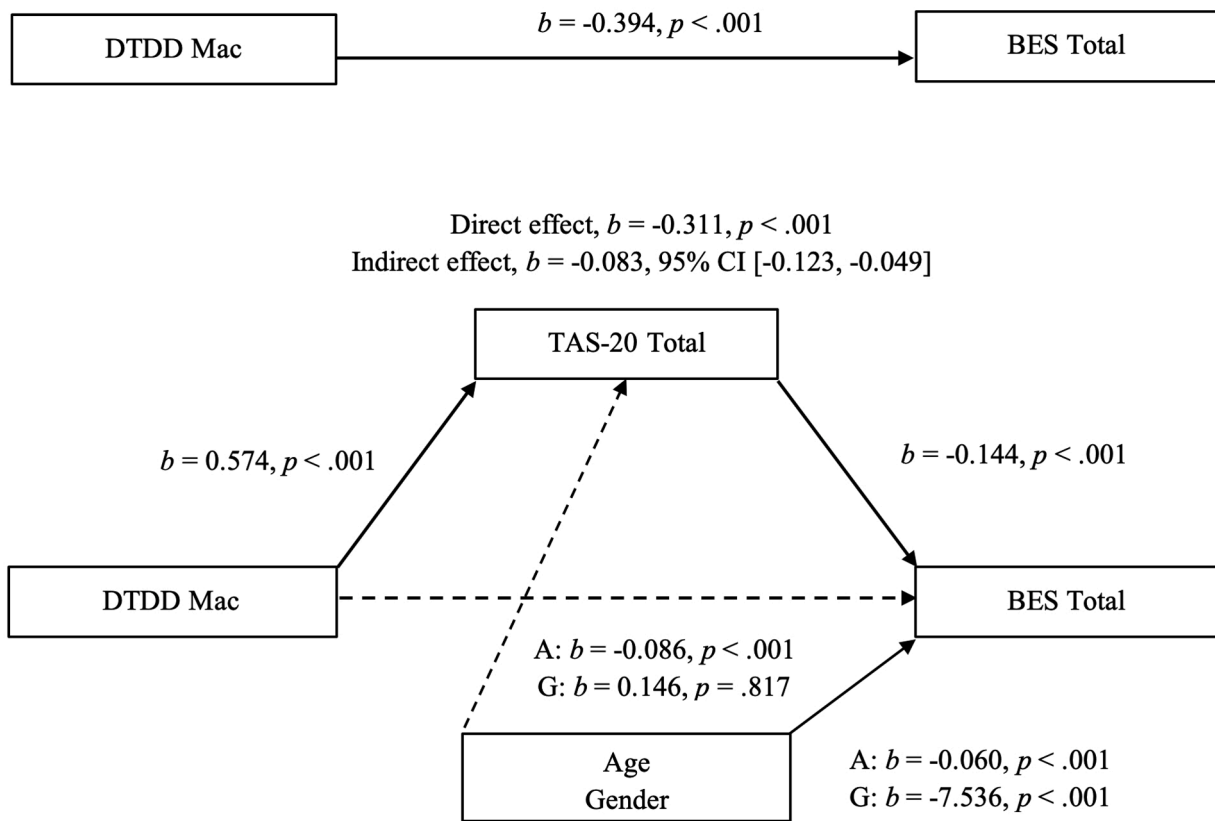 b = -0.394, p < .001
DTDD Mac
BES Total
Direct effect, b = -0.311, p < .001
Indirect effect, b = -0.083, 95% CI [-0.123, -0.049]
TAS-20 Total
b = 0.574, p < .001
b = -0.144, p < .001
DTDD Mac
BES Total
A: b = -0.086, p < .001
G: b = 0.146, p = .817
Age
Gender
A: b = -0.060, p < .001
G: b = -7.536, p < .001